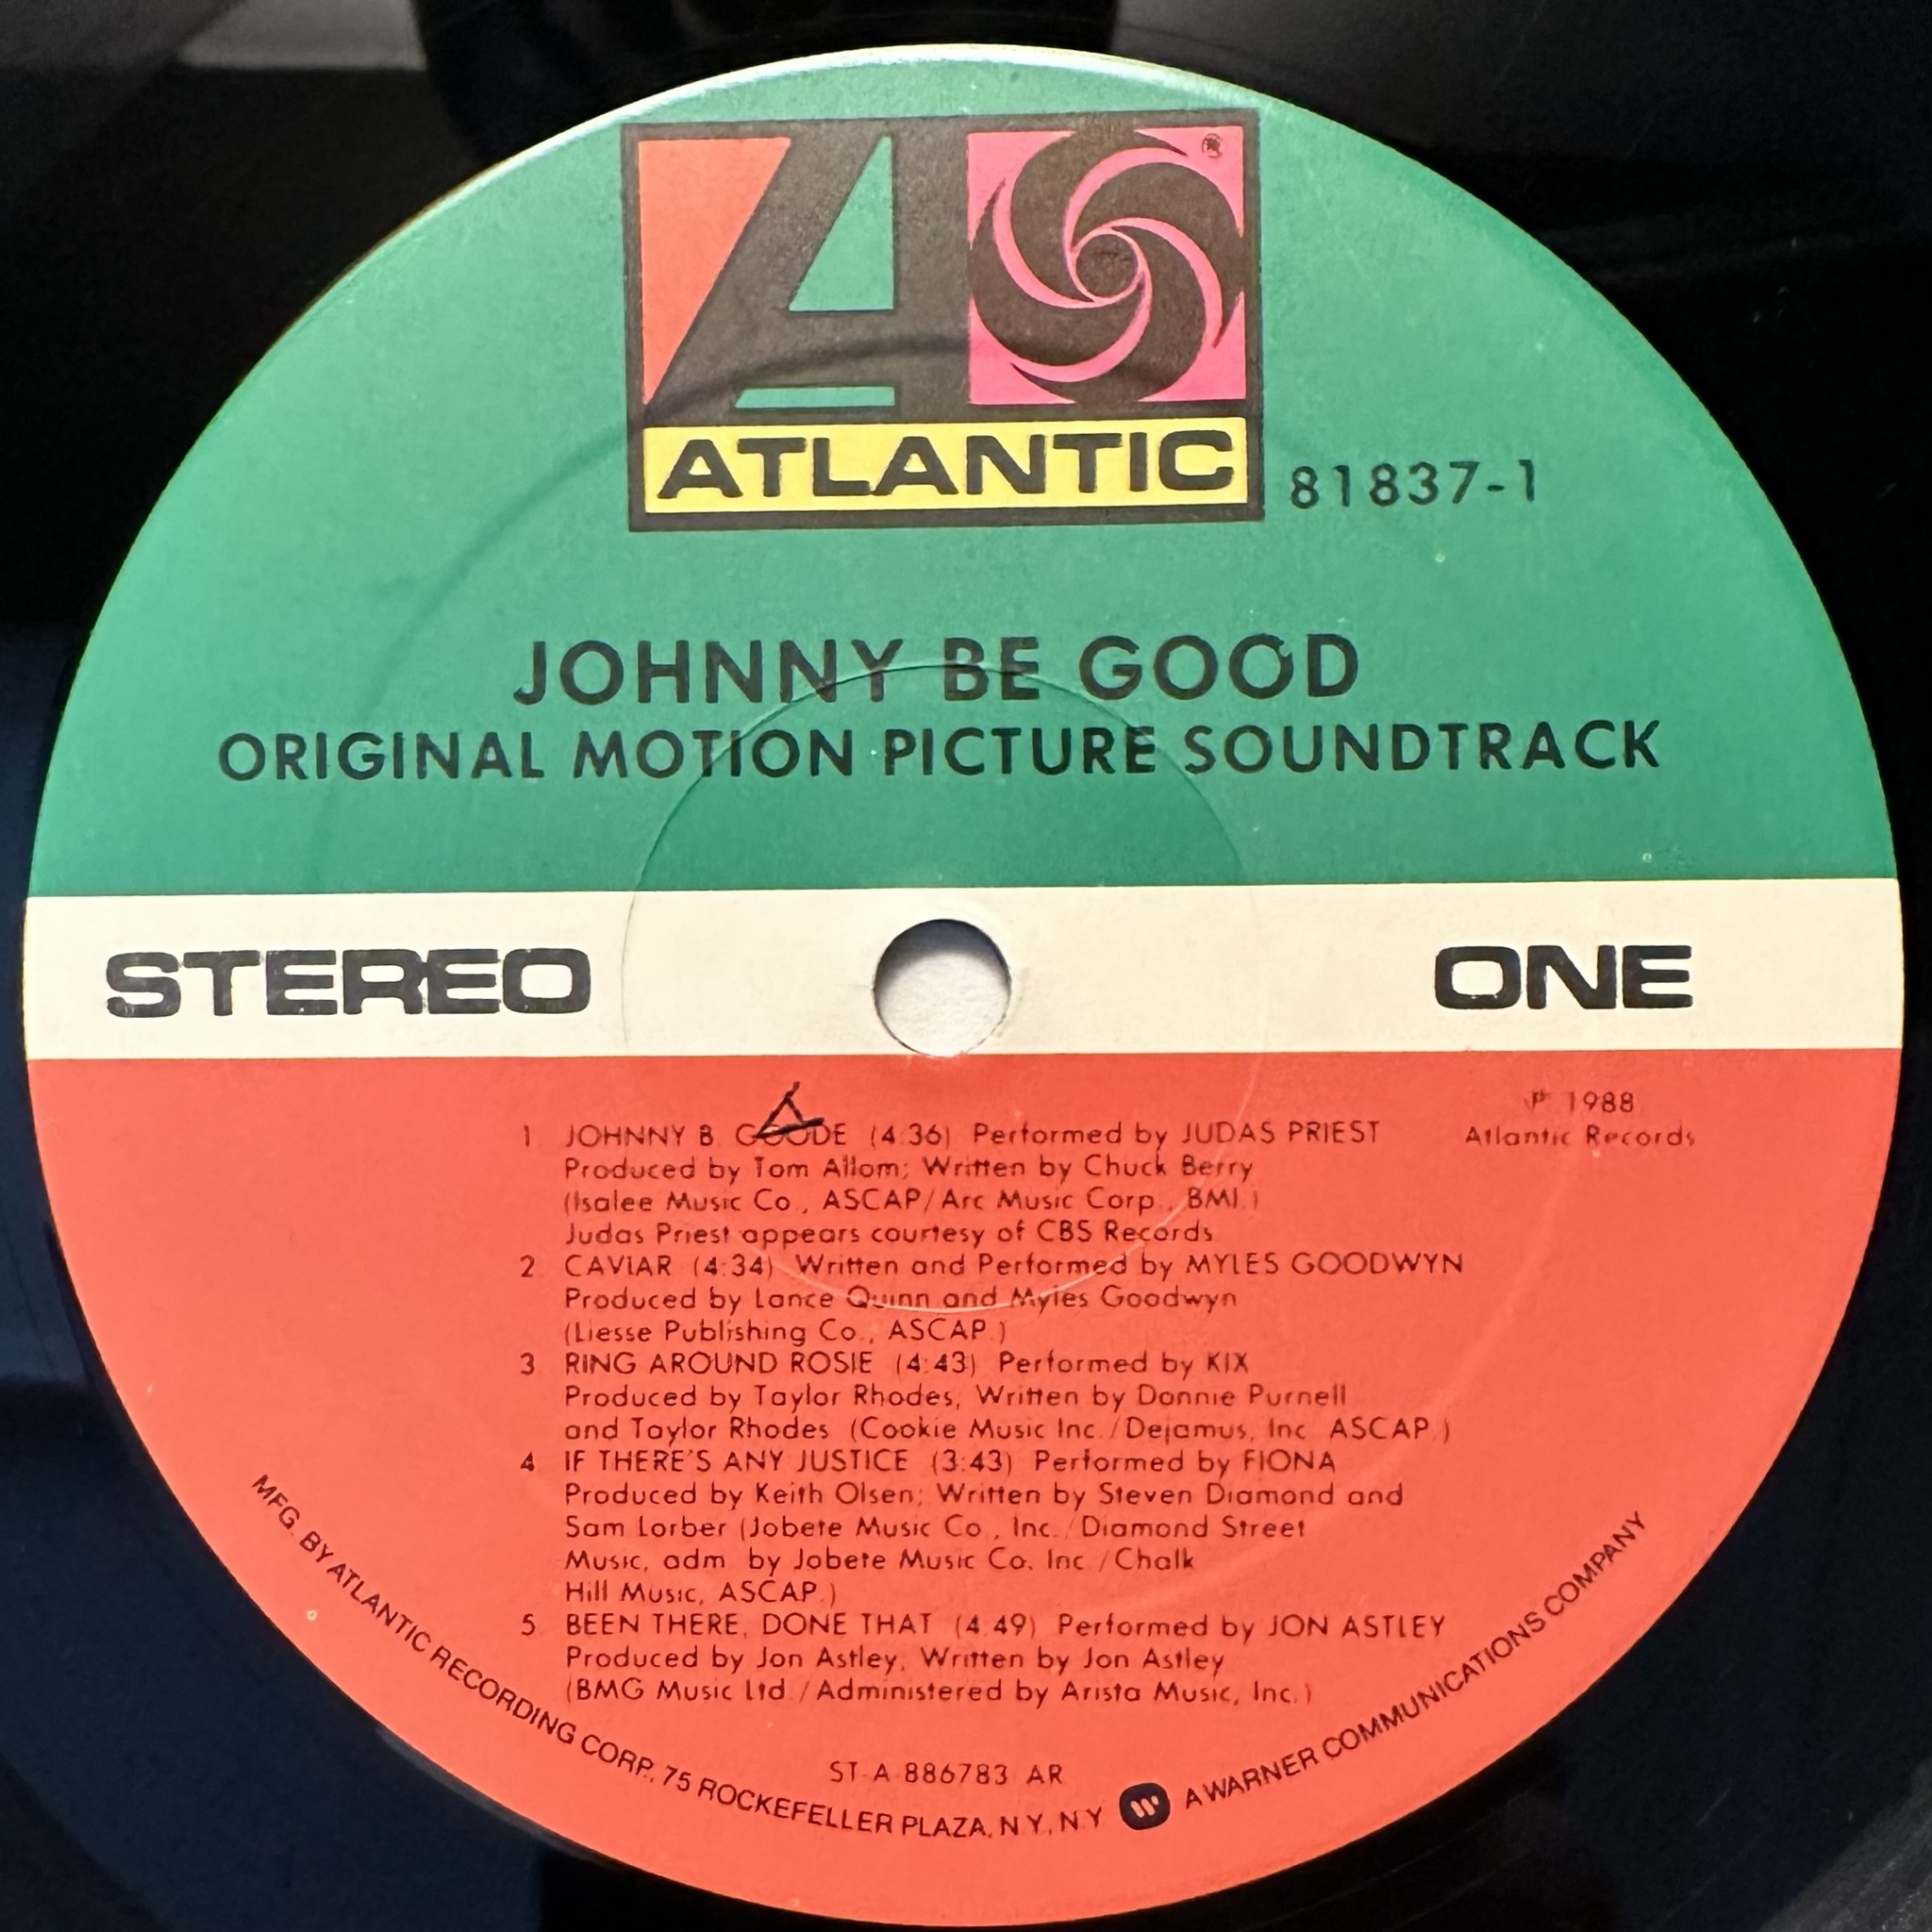 ATLANTIC
81837-1
JOHNNY BE GOOD
ORIGINAL MOTION PICTURE SOUNDTRACK
STEREO
ONE
℗ 1988
Atlantic Records
1 JOHNNY B. GOODE (4:36) Performed by JUDAS PRIEST
Produced by Tom Allom; Written by Chuck Berry
(Isalee Music Co., ASCAP/Arc Music Corp., BMI.)
Judas Priest appears courtesy of CBS Records
2 CAVIAR (4:34) Written and Performed by MYLES GOODWYN
Produced by Lance Quinn and Myles Goodwyn
(Liesse Publishing Co., ASCAP.)
3 RING AROUND ROSIE (4:43) Performed by KIX
Produced by Taylor Rhodes, Written by Donnie Purnell
and Taylor Rhodes (Cookie Music Inc./Dejamus, Inc. ASCAP.)
4 IF THERE'S ANY JUSTICE (3:43) Performed by FIONA
Produced by Keith Olsen; Written by Steven Diamond and
Sam Lorber (Jobete Music Co., Inc./Diamond Street
Music, adm. by Jobete Music Co. Inc./Chalk
Hill Music, ASCAP.)
5 BEEN THERE, DONE THAT (4:49) Performed by JON ASTLEY
Produced by Jon Astley, Written by Jon Astley
(BMG Music Ltd./Administered by Arista Music, Inc.)
ST-A-886783 AR
MFG. BY ATLANTIC RECORDING CORP., 75 ROCKEFELLER PLAZA, N.Y., N.Y. A WARNER COMMUNICATIONS COMPANY